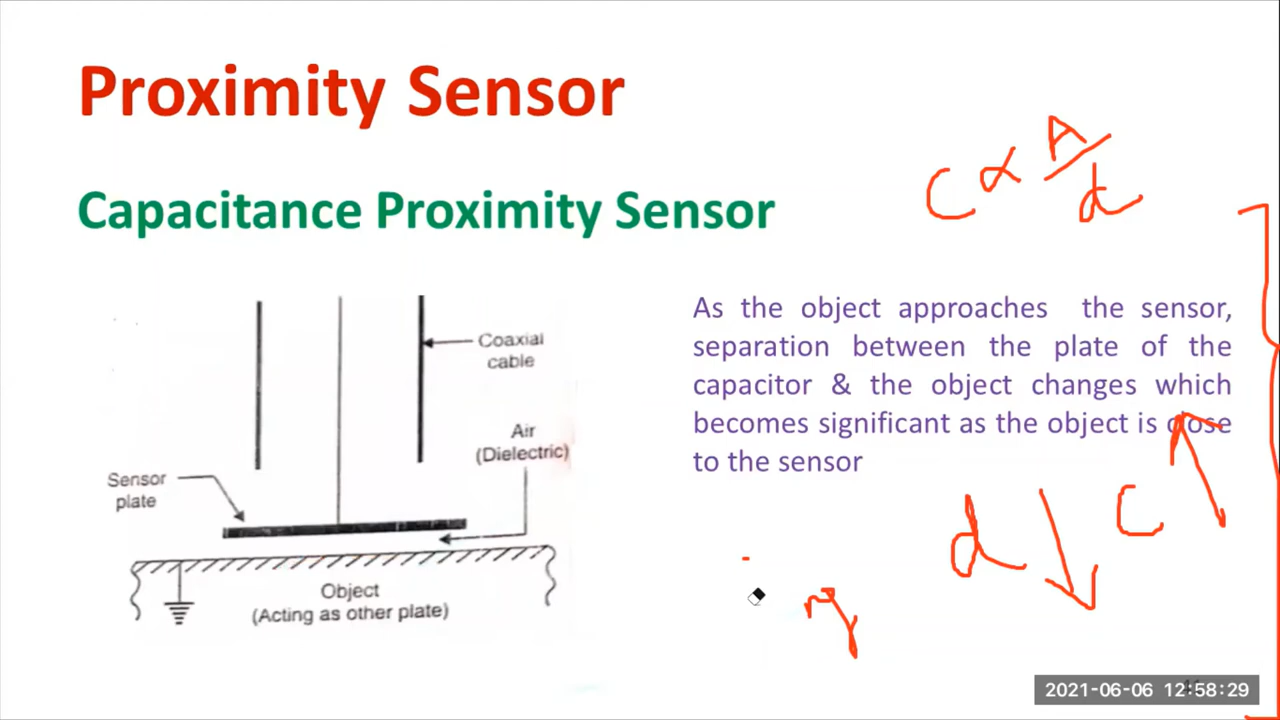 Proximity Sensor
C ∝ A/d
Capacitance Proximity Sensor
As the object approaches the sensor,
separation between the plate of the
capacitor & the object changes which
becomes significant as the object is close
to the sensor
Coaxial
cable
Air
(Dielectric)
Sensor
plate
Object
(Acting as other plate)
d ↓ C ↑
2021-06-06 12:58:29